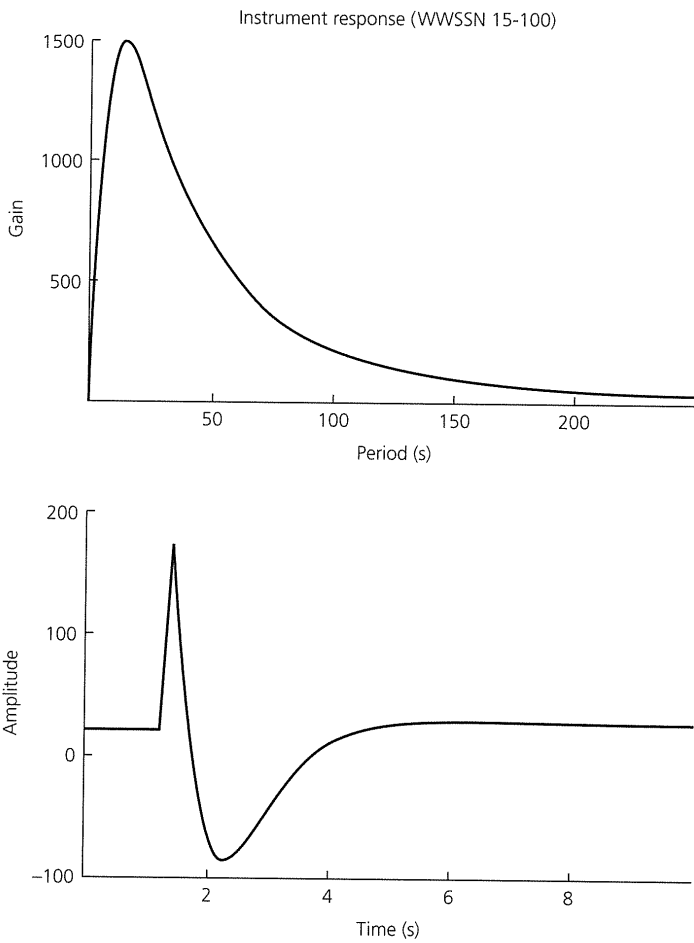 Instrument response (WWSSN 15-100)
1500
1000
500
Gain
50 100 150 200
Period (s)
200
100
0
–100
Amplitude
2 4 6 8
Time (s)